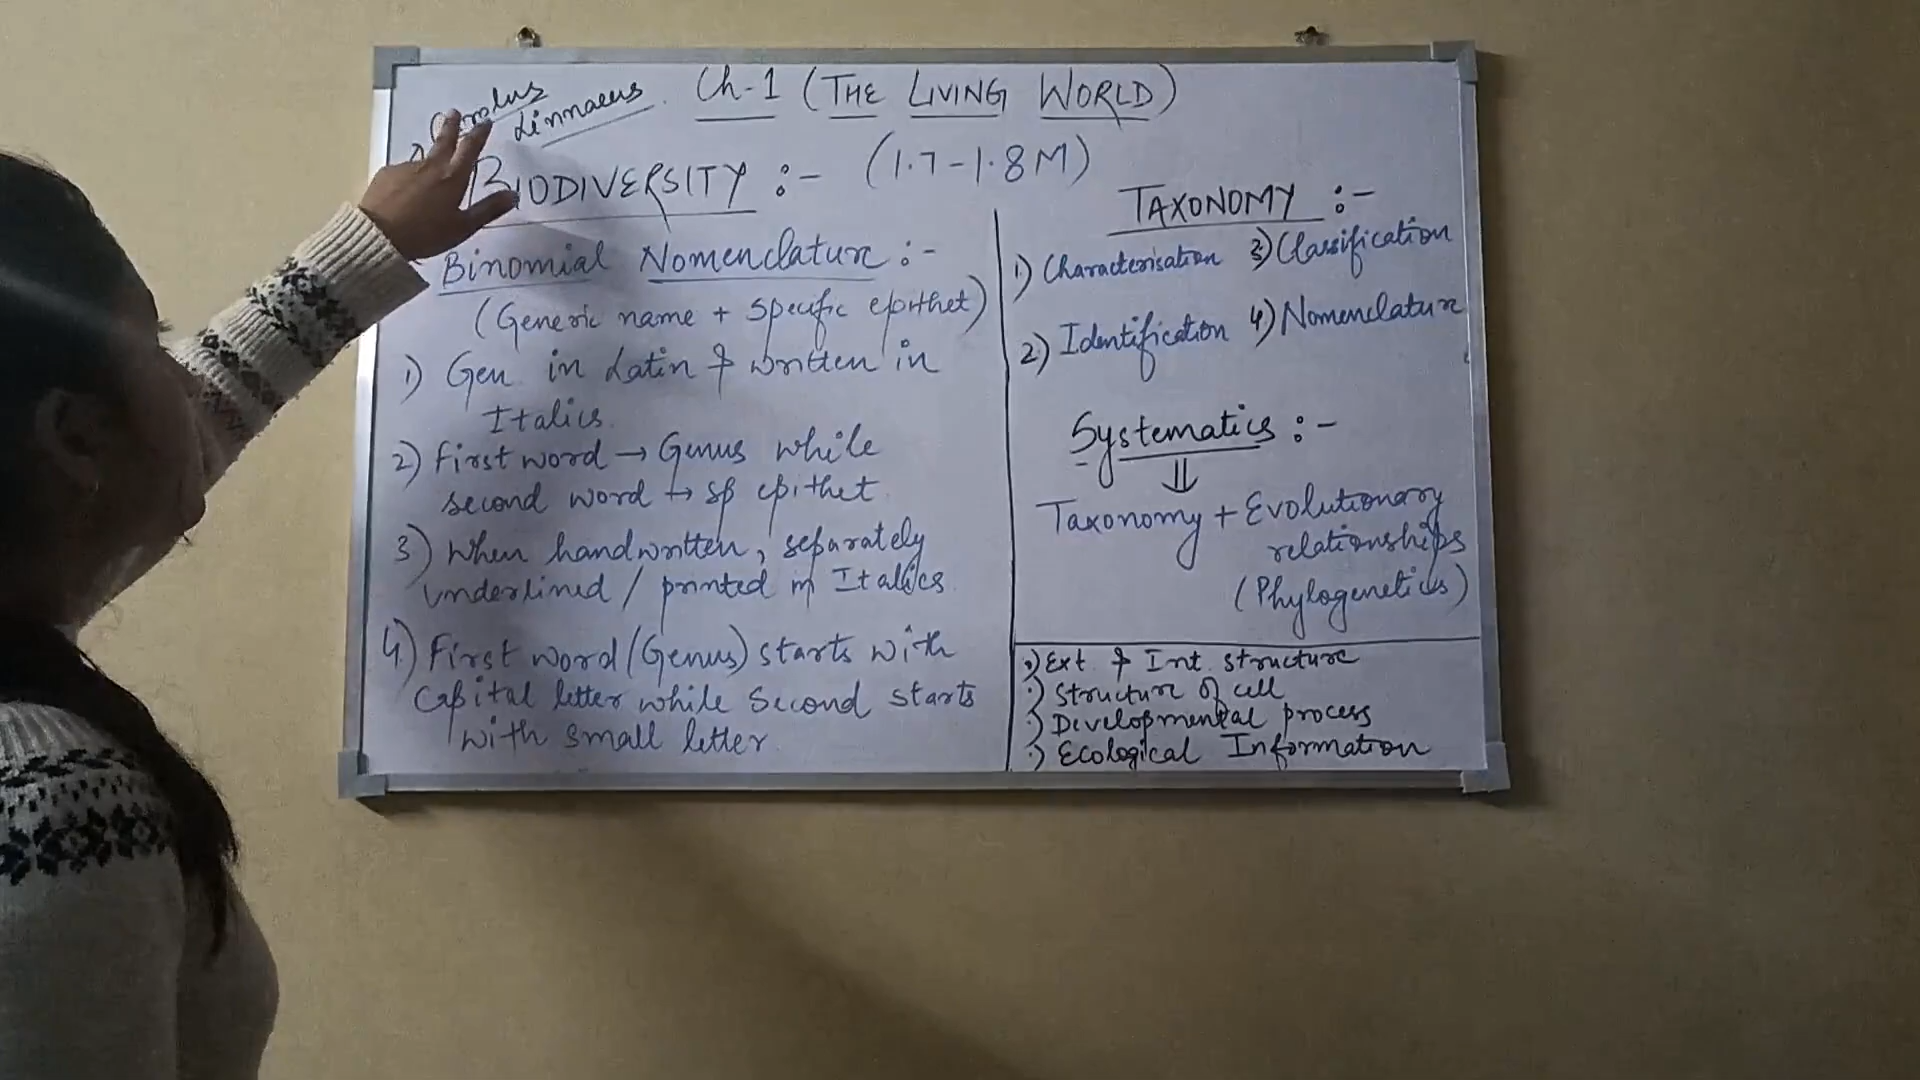 Carolus
Linnaeus
Ch-1 (THE LIVING WORLD)
BIODIVERSITY :- (1.7-1.8M)
Binomial Nomenclature :-
(Generic name + Specific epithet)
1) Gen in Latin & written in
Italics.
2) First word → Genus while
second word → sp epithet.
3) When handwritten, separately
underlined / printed in Italics
4) First word (Genus) starts with
Capital letter while second starts
with small letter.
TAXONOMY :-
1) Characterisation 3) Classification
2) Identification 4) Nomenclature
Systematics :-
⇓
Taxonomy + Evolutionary
relationships
(Phylogenetics)
·) Ext & Int. structure
·) Structure of cell
·) Developmental process
·) Ecological Information